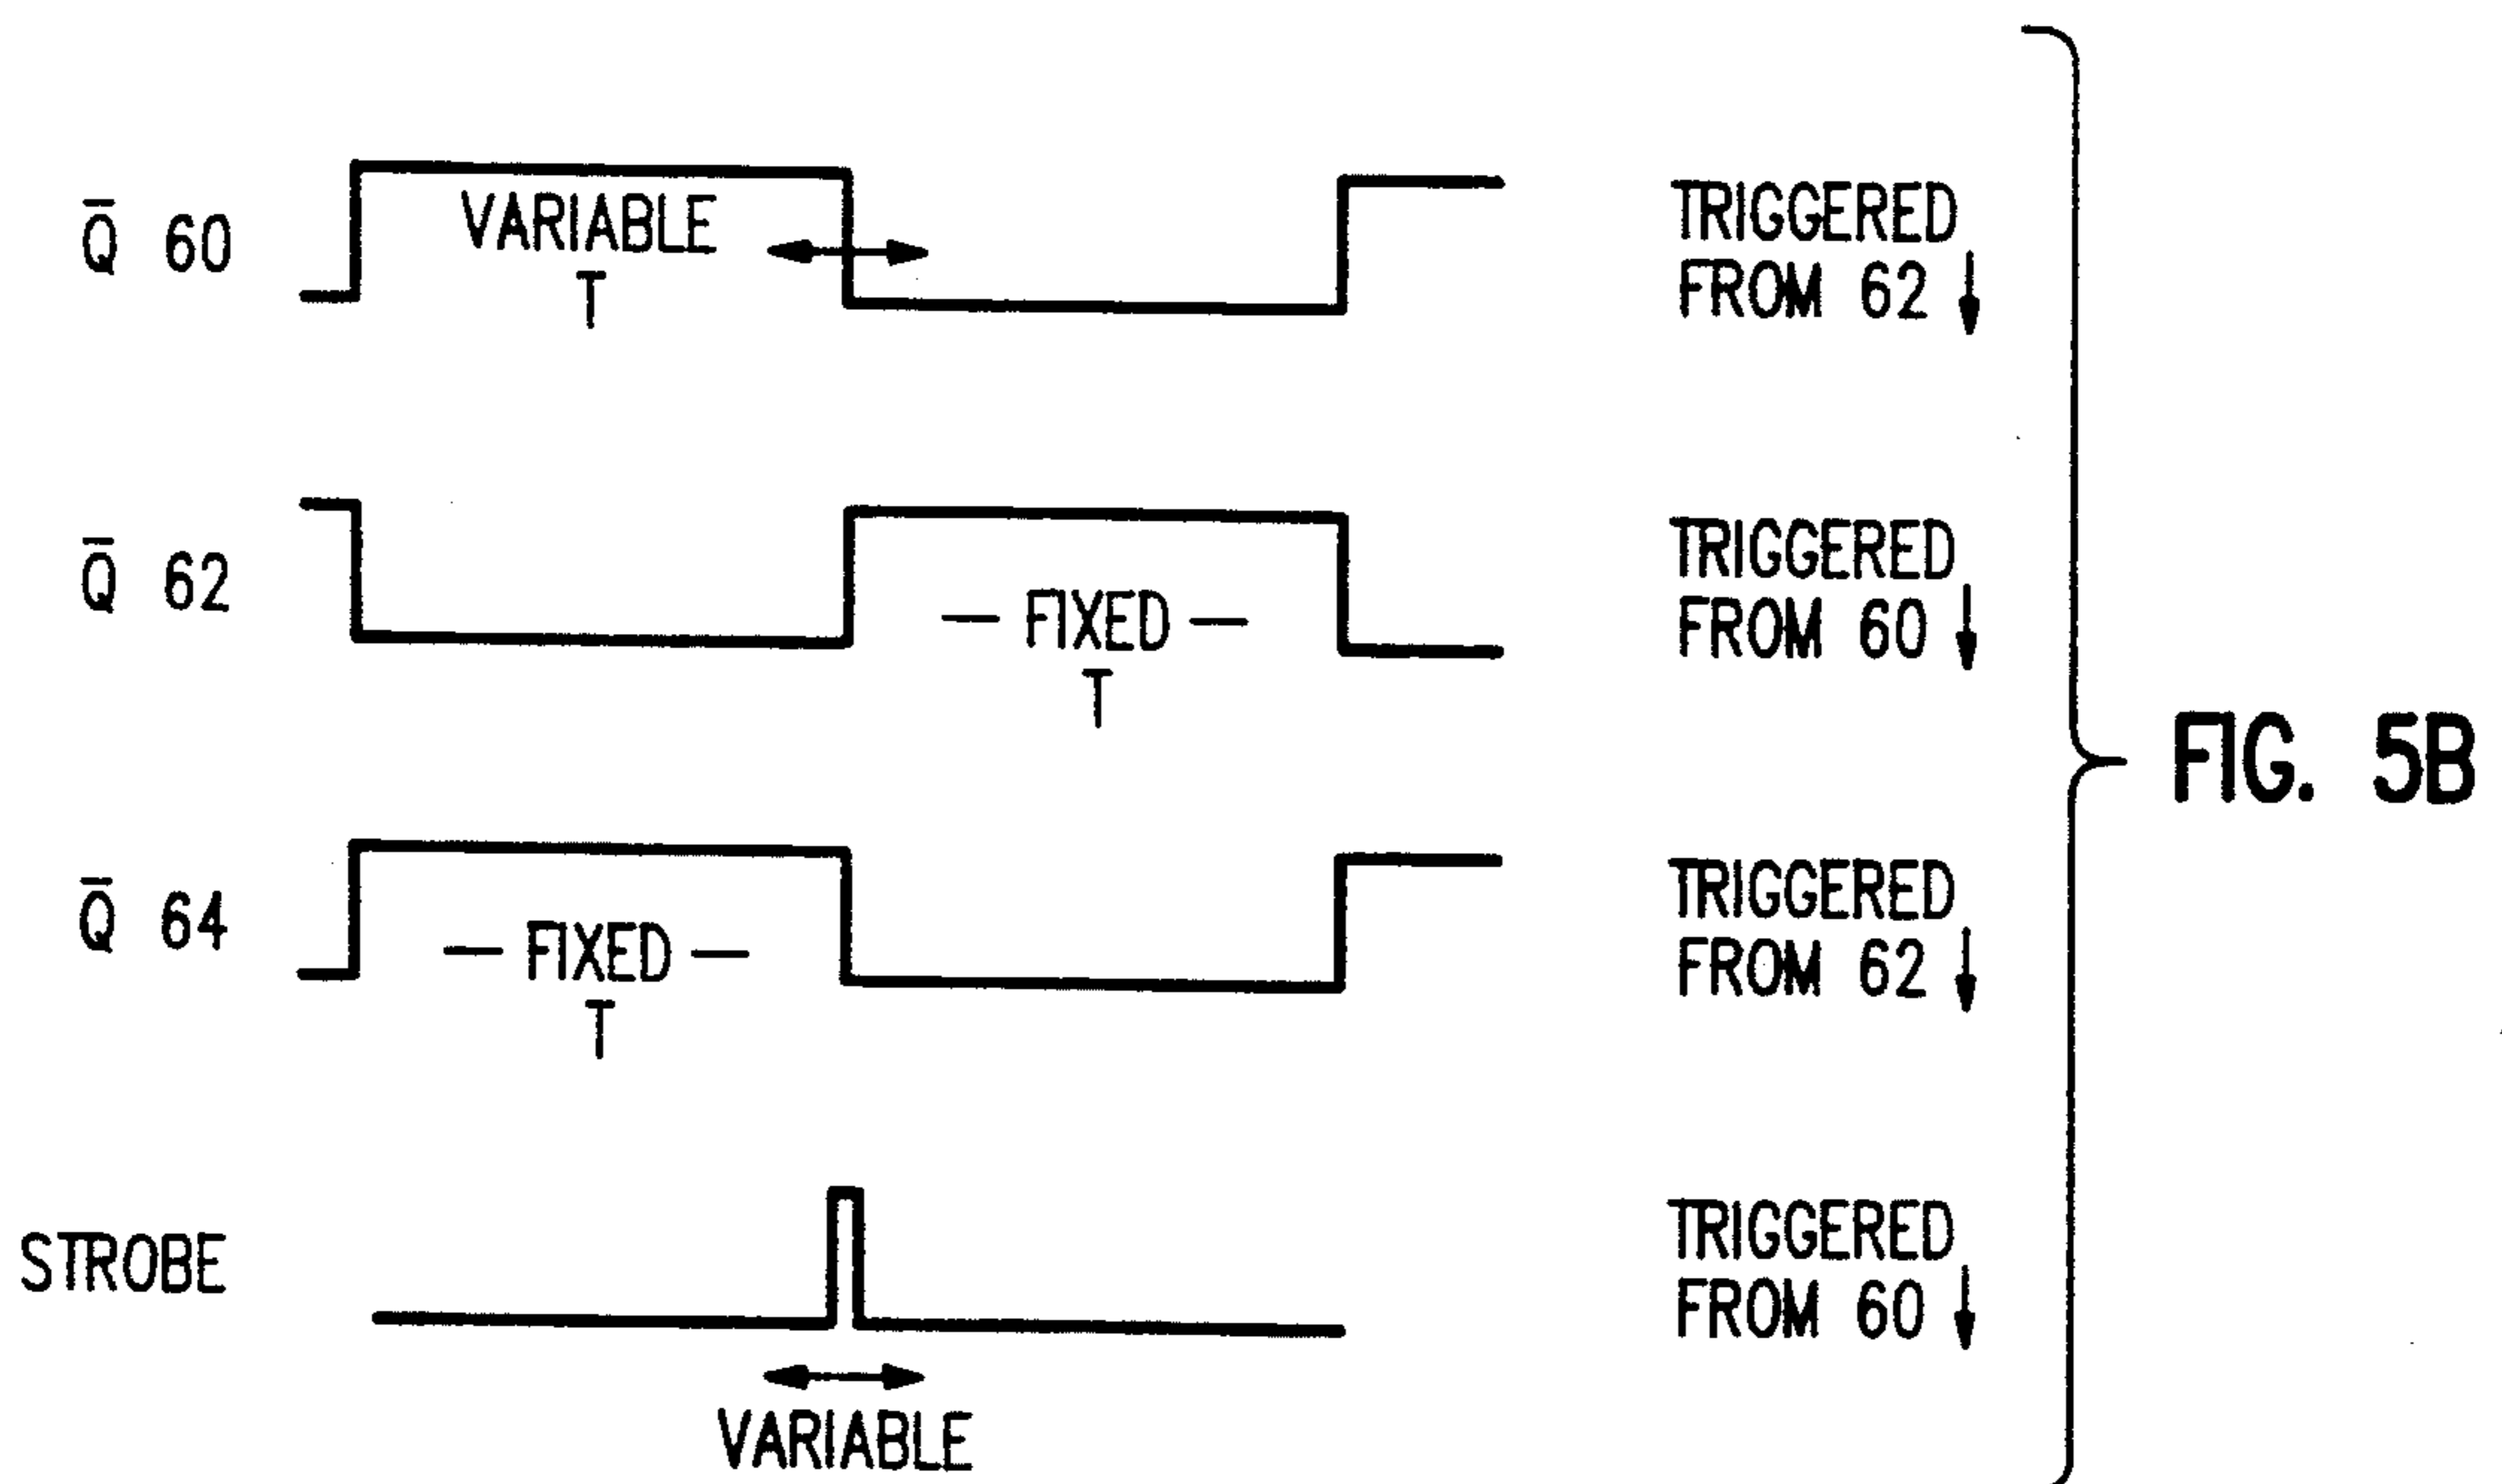 Q̅ 60
VARIABLE
T
TRIGGERED
FROM 62 ↓
Q̅ 62
— FIXED —
T
TRIGGERED
FROM 60 ↓
Q̅ 64
— FIXED —
T
TRIGGERED
FROM 62 ↓
STROBE
VARIABLE
TRIGGERED
FROM 60 ↓
FIG. 5B